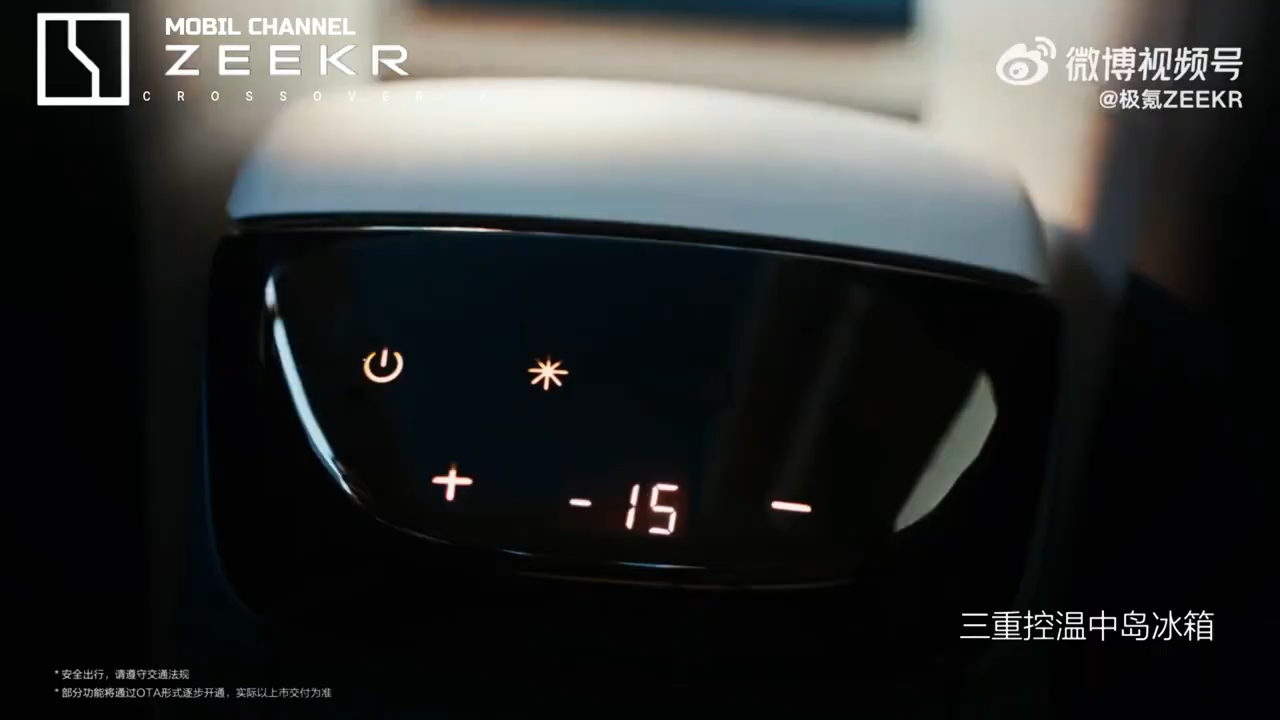 MOBIL CHANNEL
ZEEKR
CROSSOVER
微博视频号
@极氪ZEEKR
-15
三重控温中岛冰箱
* 安全出行，请遵守交通法规
* 部分功能将通过OTA形式逐步开通，实际以上市交付为准